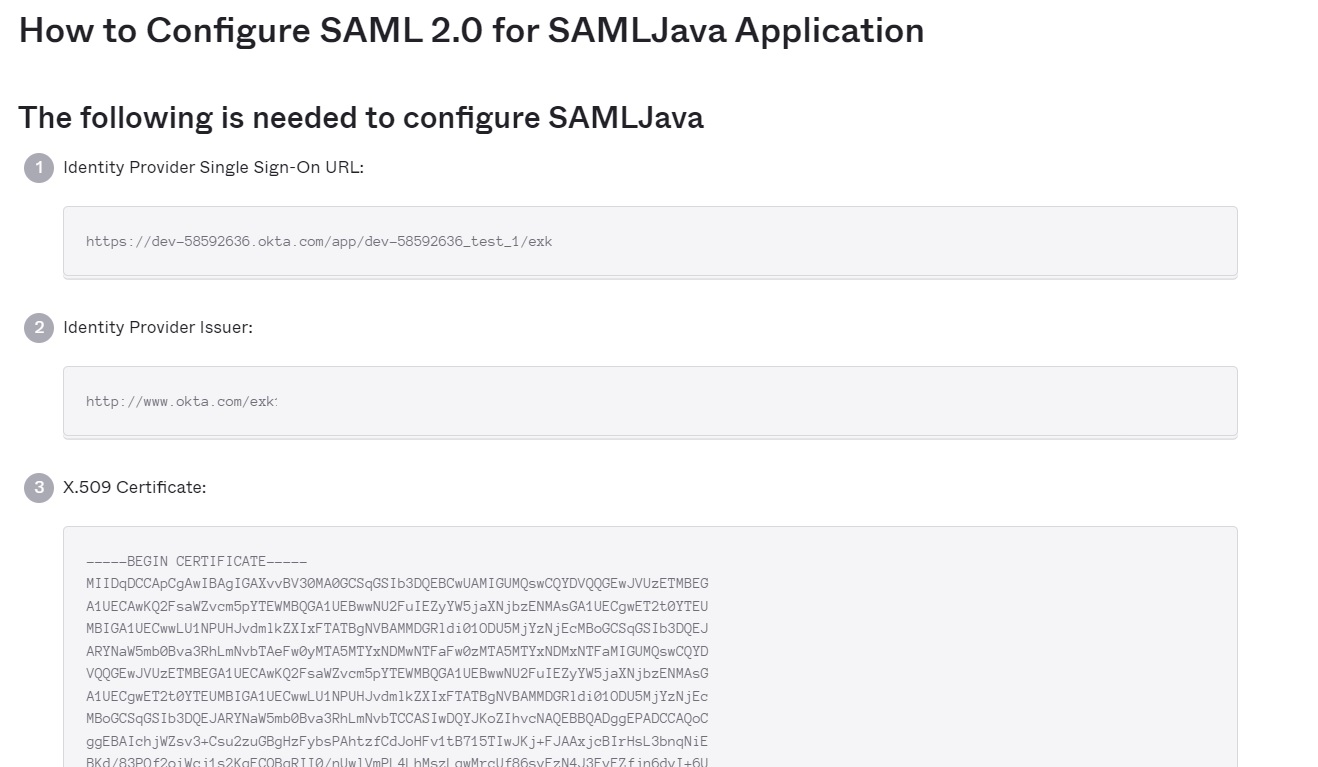 How to Configure SAML 2.0 for SAMLJava Application
The following is needed to configure SAMLJava
1 Identity Provider Single Sign-On URL:
https://dev-58592636.okta.com/app/dev-58592636_test_1/exk
2 Identity Provider Issuer:
http://www.okta.com/exk
3 X.509 Certificate:
-----BEGIN CERTIFICATE-----
MIIDqDCCApCgAwIBAgIGAXvvBV30MA0GCSqGSIb3DQEBCwUAMIGUMQswCQYDVQQGEwJVUzETMBEG
A1UECAwKQ2FsaWZvcm5pYTEWMBQGA1UEBwwNU2FuIEZyYW5jaXNjbzENMAsGA1UECgwET2t0YTEU
MBIGA1UECwwLU1NPUHJvdmlkZXIxFTATBgNVBAMMDGRldi01ODU5MjYzNjEcMBoGCSqGSIb3DQEJ
ARYNaW5mb0Bva3RhLmNvbTAeFw0yMTA5MTYxNDMwNTFaFw0zMTA5MTYxNDMxNTFaMIGUMQswCQYD
VQQGEwJVUzETMBEGA1UECAwKQ2FsaWZvcm5pYTEWMBQGA1UEBwwNU2FuIEZyYW5jaXNjbzENMAsG
A1UECgwET2t0YTEUMBIGA1UECwwLU1NPUHJvdmlkZXIxFTATBgNVBAMMDGRldi01ODU5MjYzNjEc
MBoGCSqGSIb3DQEJARYNaW5mb0Bva3RhLmNvbTCCASIwDQYJKoZIhvcNAQEBBQADggEPADCCAQoC
ggEBAIchjWZsv3+Csu2zuGBgHzFybsPAhtzfCdJoHFv1tB715TIwJKj+FJAAxjcBIrHsL3bnqNiE